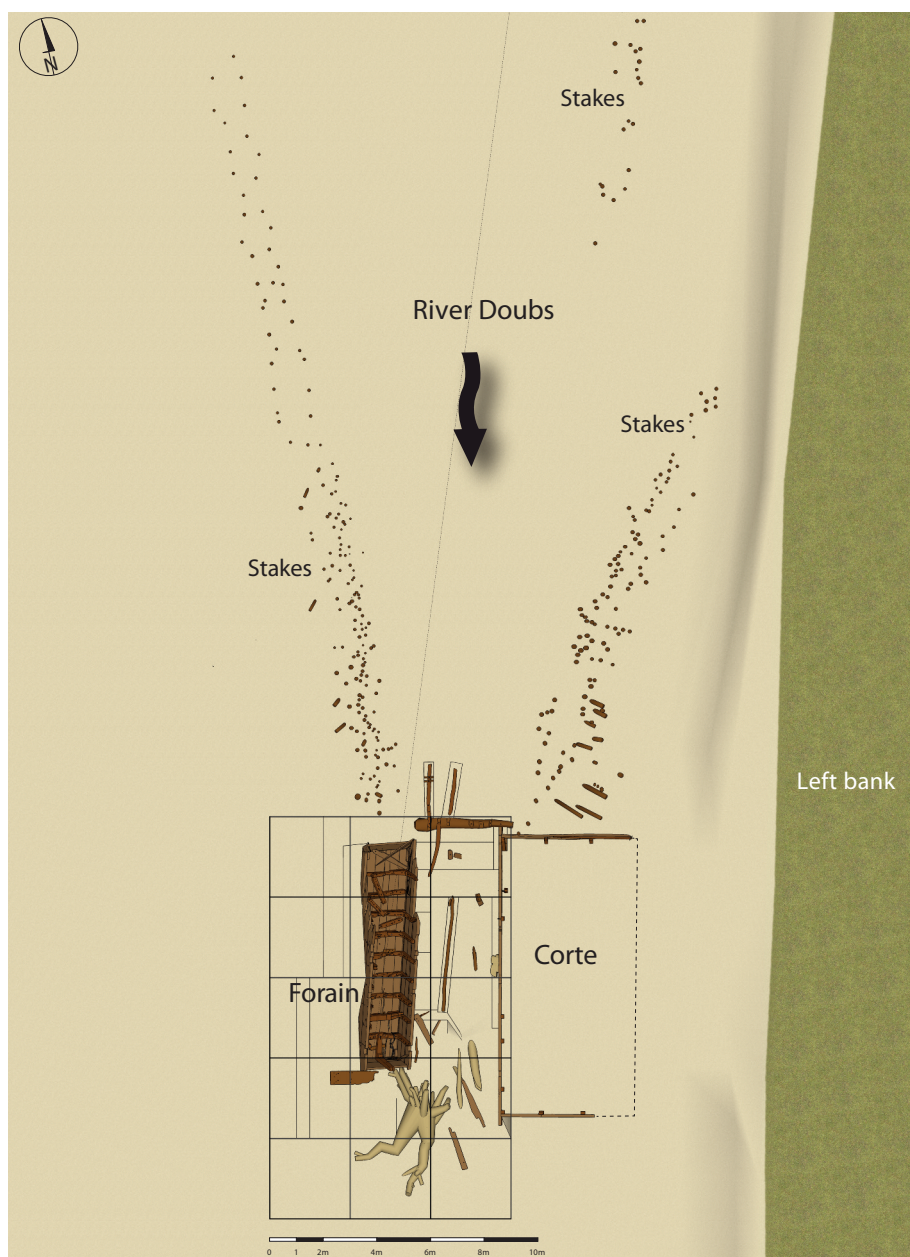 N
Stakes
River Doubs
Stakes
Stakes
Left bank
Corte
Forain
0 1 2m 4m 6m 8m 10m